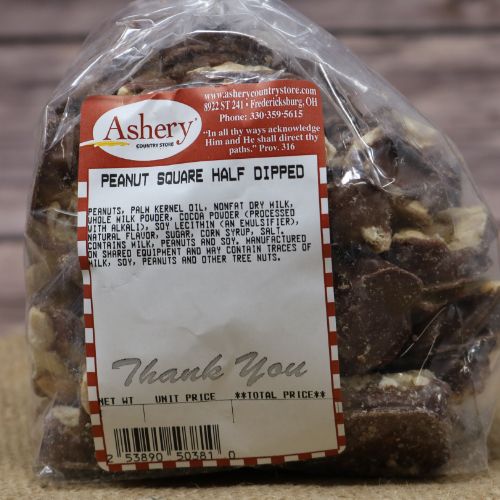 Ashery
COUNTRY STORE
www.asherycountrystore.com
8922 ST 241 • Fredericksburg, OH
Phone: 330·359·5615
"In all thy ways acknowledge
Him and He shall direct thy
paths." Prov. 316
PEANUT SQUARE HALF DIPPED
PEANUTS, PALM KERNEL OIL, NONFAT DRY MILK,
WHOLE MILK POWDER, COCOA POWDER (PROCESSED
WITH ALKALI), SOY LECITHIN (AN EMULSIFIER),
NATURAL FLAVOR, SUGAR, CORN SYRUP, SALT.
CONTAINS MILK, PEANUTS AND SOY, MANUFACTURED
ON SHARED EQUIPMENT AND MAY CONTAIN TRACES OF
MILK, SOY, PEANUTS AND OTHER TREE NUTS.
Thank You
NET WT UNIT PRICE **TOTAL PRICE**
2 53890 50381 0